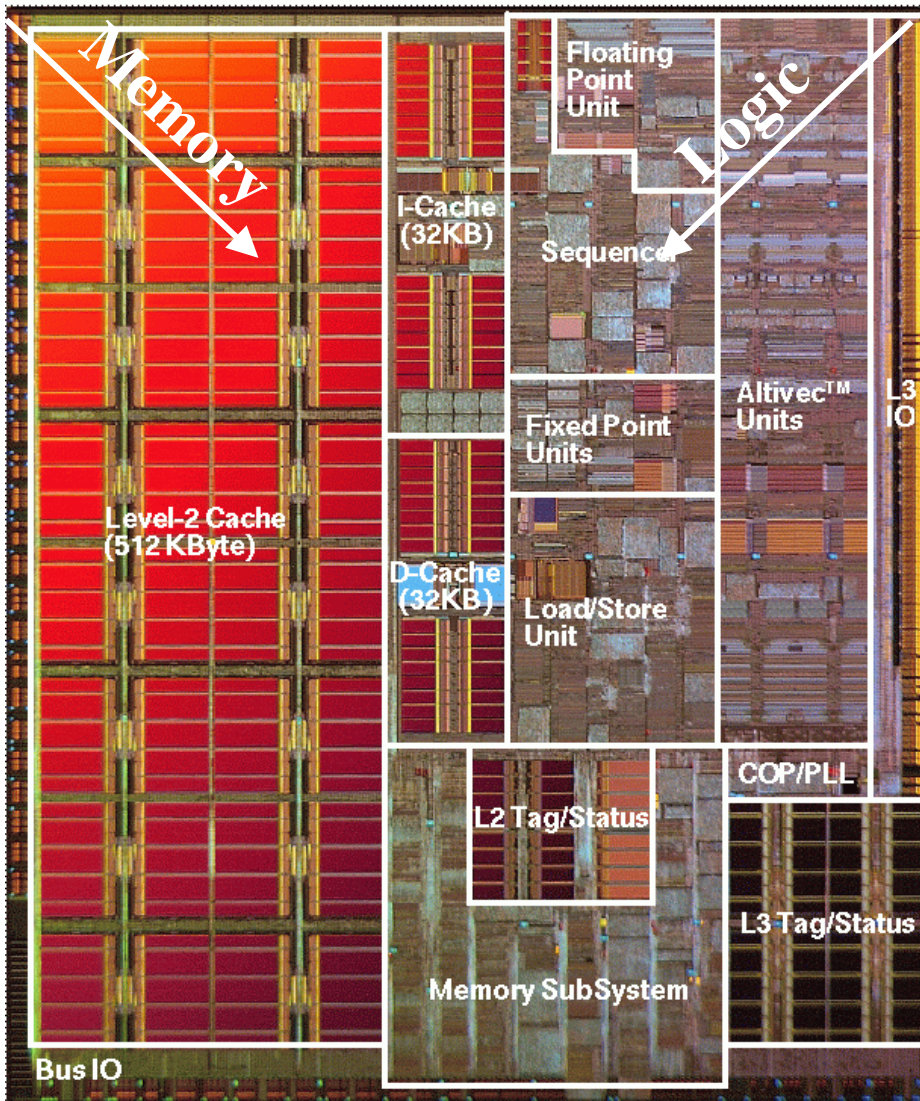 Memory
Logic
Floating
Point
Unit
I-Cache
(32KB)
Sequencer
Altivec™
Units
L3
IO
Fixed Point
Units
Level-2 Cache
(512 KByte)
D-Cache
(32KB)
Load/Store
Unit
COP/PLL
L2 Tag/Status
L3 Tag/Status
Memory SubSystem
Bus IO